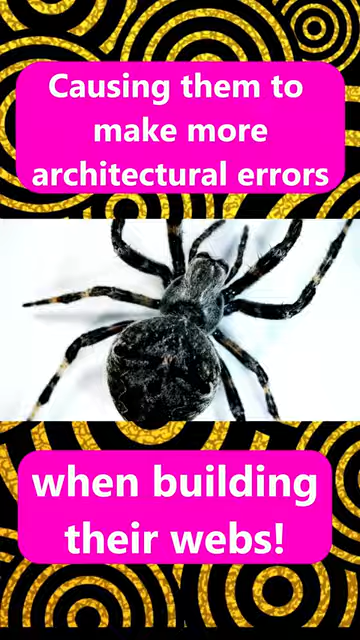 Causing them to
make more
architectural errors
when building
their webs!